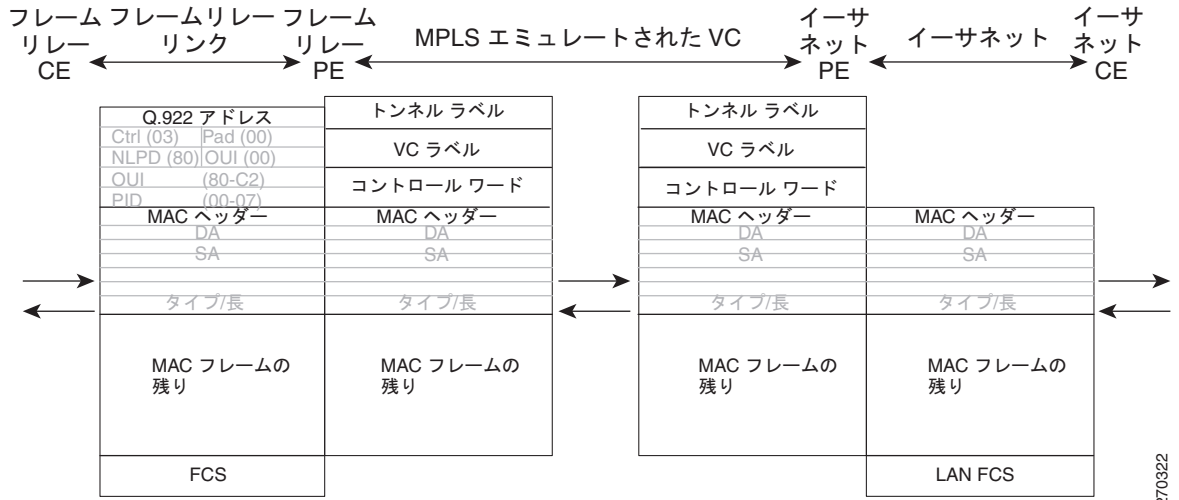 フレーム
リレー
CE
フレームリレー
リンク
フレーム
リレー
PE
MPLS エミュレートされた VC
イーサ
ネット
PE
イーサネット
イーサ
ネット
CE
Q.922 アドレス
Ctrl (03) Pad (00)
NLPD (80) OUI (00)
OUI (80-C2)
PID (00-07)
MAC ヘッダー
DA
SA
タイプ/長
MAC フレームの
残り
FCS
トンネル ラベル
VC ラベル
コントロール ワード
MAC ヘッダー
DA
SA
タイプ/長
MAC フレームの
残り
トンネル ラベル
VC ラベル
コントロール ワード
MAC ヘッダー
DA
SA
タイプ/長
MAC フレームの
残り
MAC ヘッダー
DA
SA
タイプ/長
MAC フレームの
残り
LAN FCS
270322